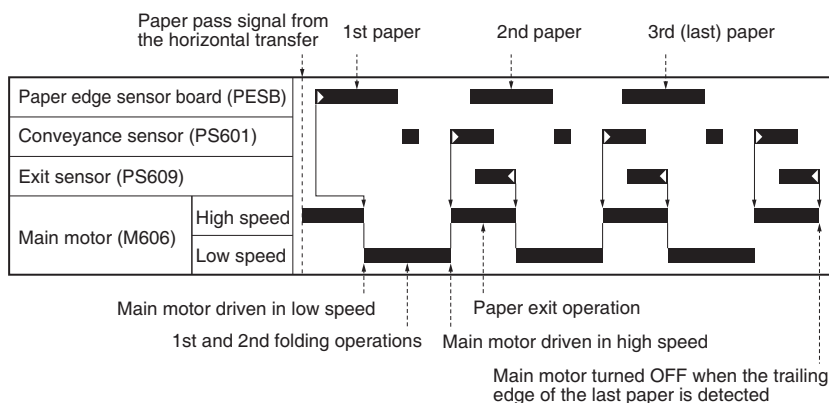 Paper pass signal from
the horizontal transfer
1st paper
2nd paper
3rd (last) paper
Paper edge sensor board (PESB)
Conveyance sensor (PS601)
Exit sensor (PS609)
Main motor (M606)
High speed
Low speed
Main motor driven in low speed
Paper exit operation
1st and 2nd folding operations
Main motor driven in high speed
Main motor turned OFF when the trailing
edge of the last paper is detected